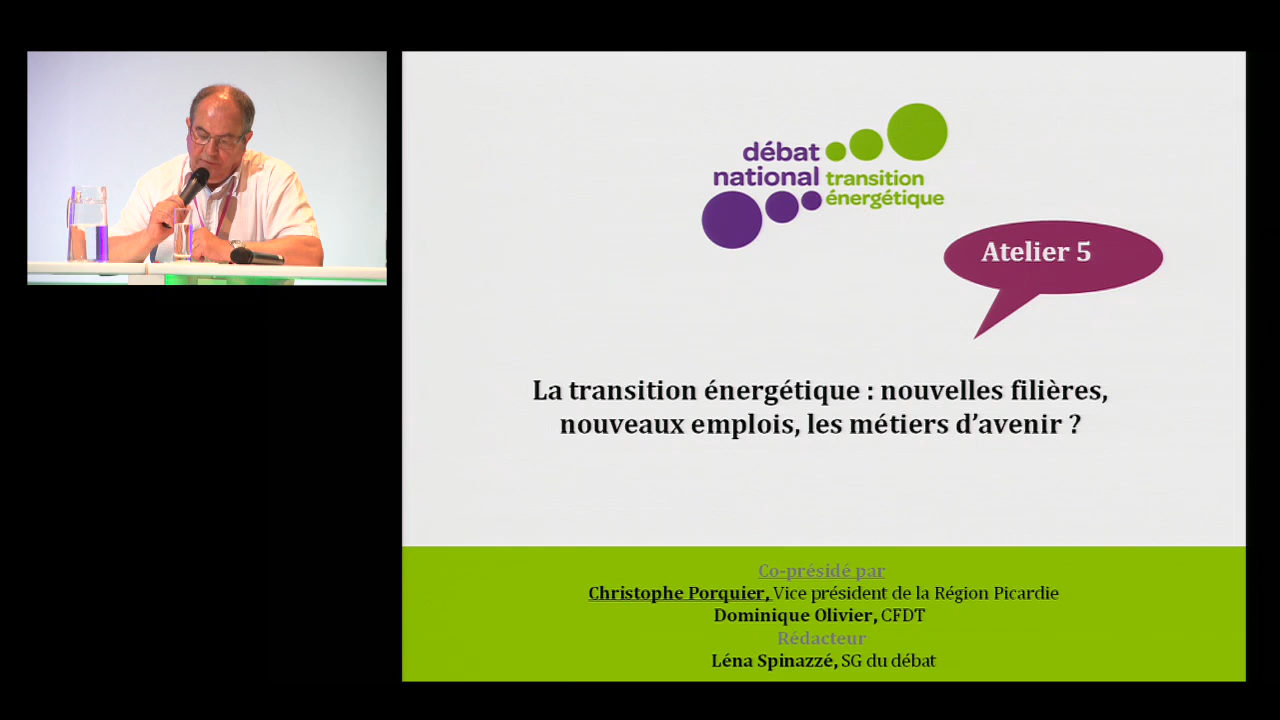 débat
national
transition
énergétique
Atelier 5
La transition énergétique : nouvelles filières,
nouveaux emplois, les métiers d’avenir ?
Co-présidé par
Christophe Porquier, Vice président de la Région Picardie
Dominique Olivier, CFDT
Rédacteur
Léna Spinazzé, SG du débat